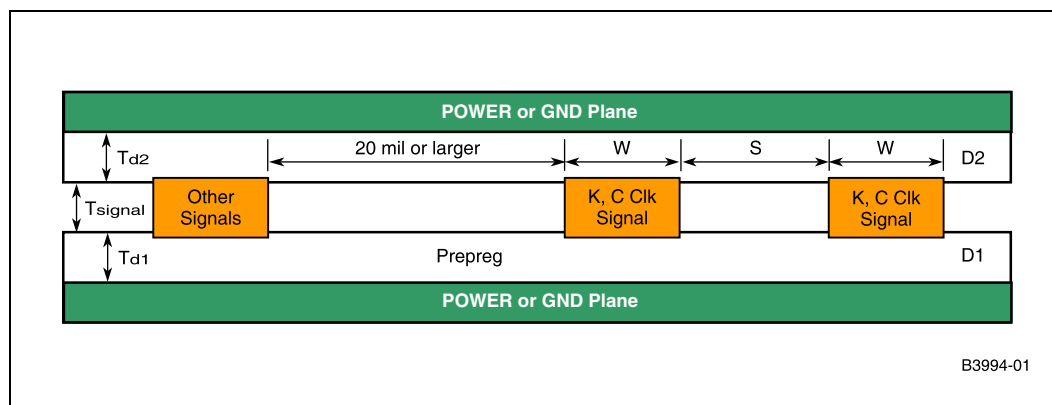 POWER or GND Plane
Td2
20 mil or larger
W
S
W
D2
Tsignal
Other
Signals
K, C Clk
Signal
K, C Clk
Signal
Td1
Prepreg
D1
POWER or GND Plane
B3994-01